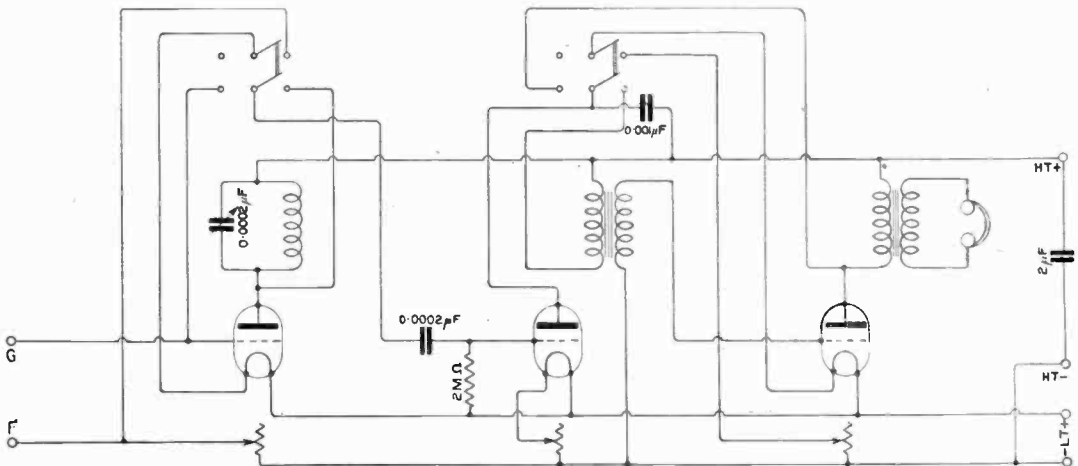 0·001µF
HT+
0·0002µF
2µF
0·0002µF
G
2MΩ
HT-
F
LT+
-